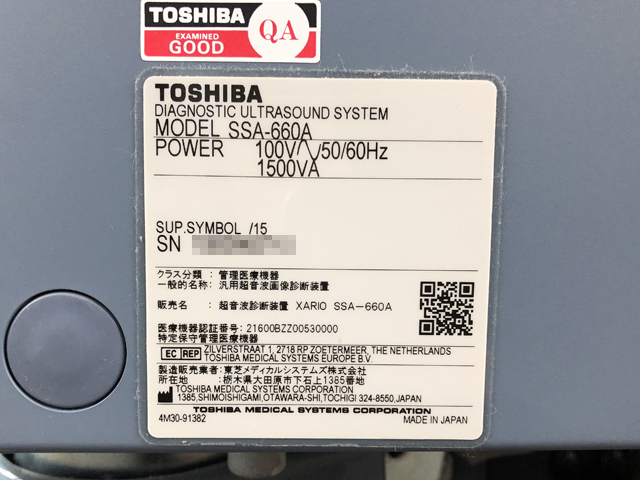 TOSHIBA
EXAMINED
GOOD
QA
TOSHIBA
DIAGNOSTIC ULTRASOUND SYSTEM
MODEL SSA-660A
POWER 100V∿50/60Hz
1500VA
SUP.SYMBOL /15
SN
クラス分類 : 管理医療機器
一般的名称: 汎用超音波画像診断装置
販売名 : 超音波診断装置 XARIO SSA-660A
医療機器認証番号: 21600BZZ00530000
特定保守管理医療機器
EC REP ZILVERSTRAAT 1, 2718 RP ZOETERMEER, THE NETHERLANDS
TOSHIBA MEDICAL SYSTEMS EUROPE B.V.
製造販売業者:東芝メディカルシステムズ株式会社
所在地 :栃木県大田原市下石上1385番地
TOSHIBA MEDICAL SYSTEMS CORPORATION
1385,SHIMOISHIGAMI,OTAWARA-SHI,TOCHIGI 324-8550,JAPAN
TOSHIBA MEDICAL SYSTEMS CORPORATION
4M30-91382 MADE IN JAPAN